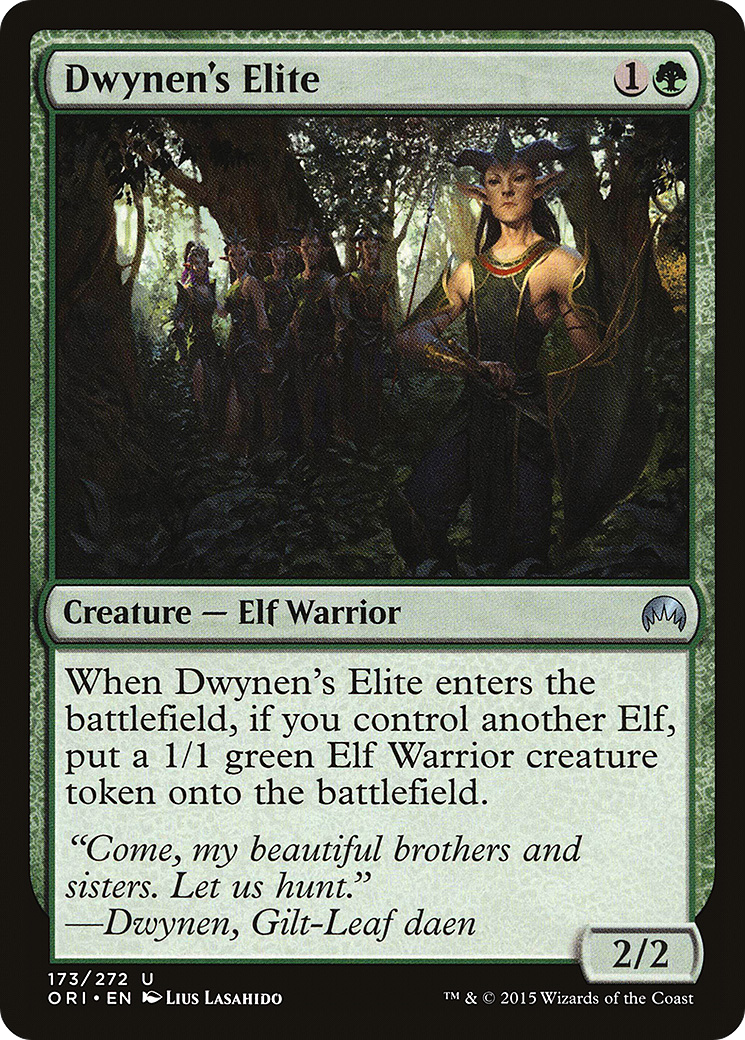 Dwynen's Elite 1
Creature — Elf Warrior
When Dwynen's Elite enters the
battlefield, if you control another Elf,
put a 1/1 green Elf Warrior creature
token onto the battlefield.
“Come, my beautiful brothers and
sisters. Let us hunt.”
—Dwynen, Gilt-Leaf daen
2/2
173/272 U
ORI • EN Lius Lasahido
™ & © 2015 Wizards of the Coast